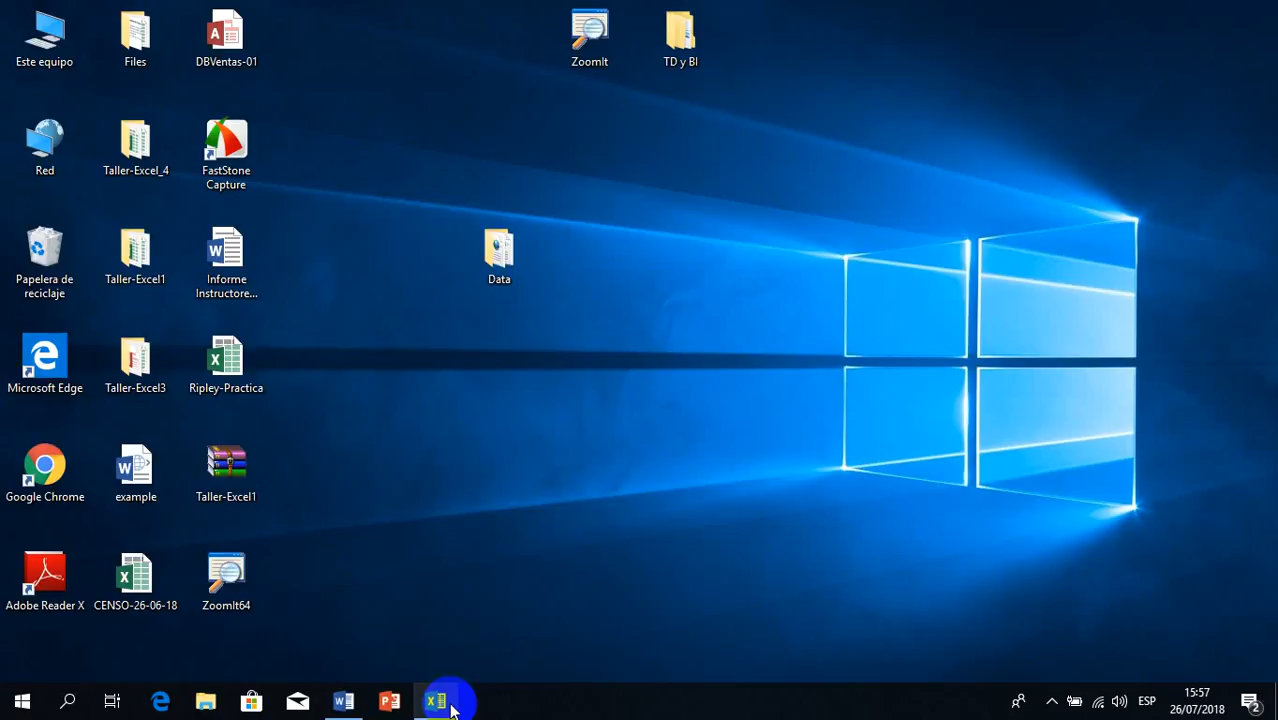 Este equipo
Files
DBVentas-01
ZoomIt
TD y BI
Red
Taller-Excel_4
FastStone
Capture
Papelera de
reciclaje
Taller-Excel1
Informe
Instructore...
Data
Microsoft Edge
Taller-Excel3
Ripley-Practica
Google Chrome
example
Taller-Excel1
Adobe Reader X
CENSO-26-06-18
ZoomIt64
ESP
15:57
26/07/2018
2